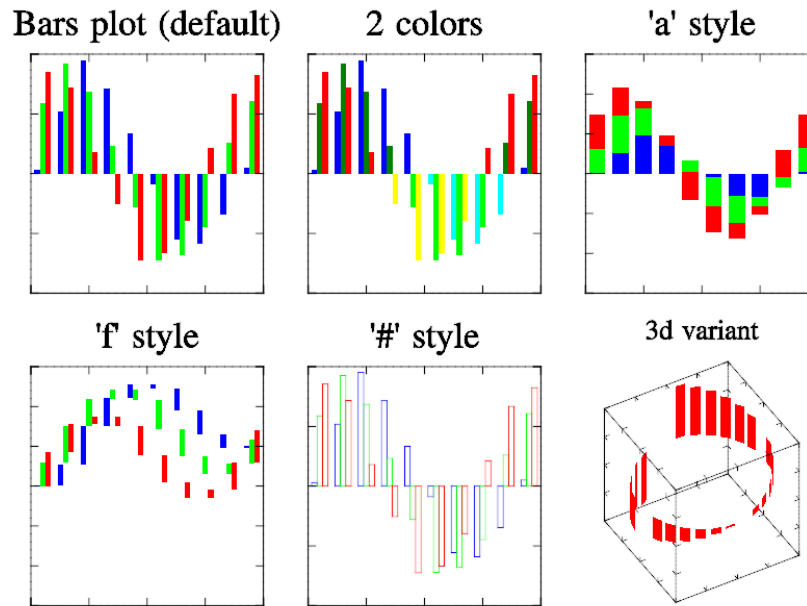 Bars plot (default)
2 colors
'a' style
'f' style
'#' style
3d variant